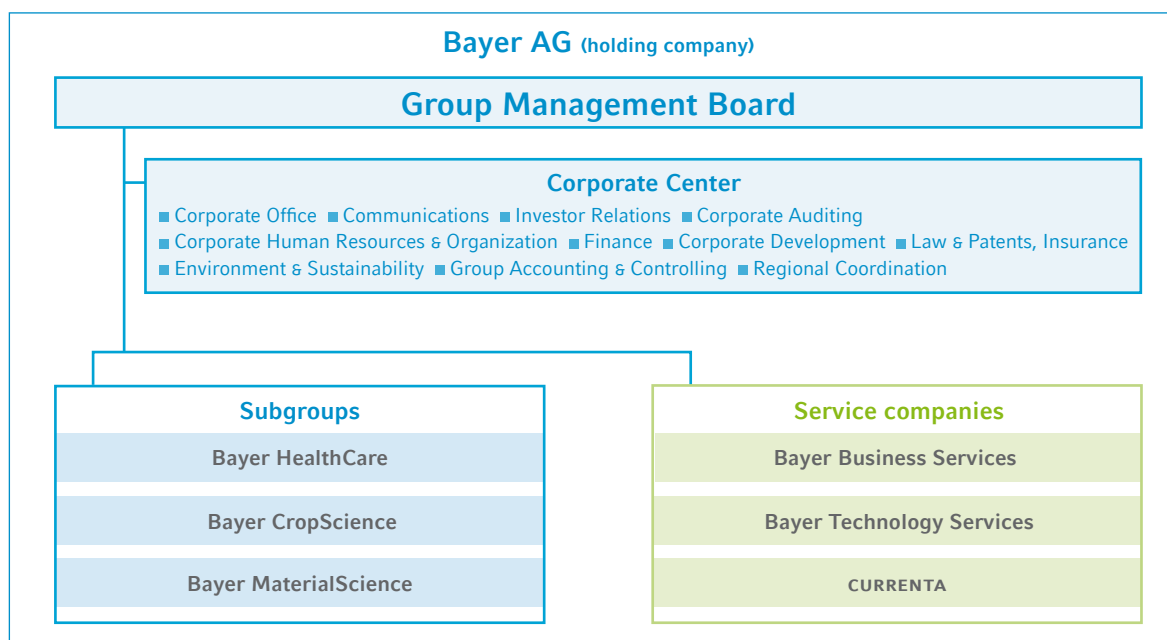 Bayer AG (holding company)
Group Management Board
Corporate Center
Corporate Office Communications Investor Relations Corporate Auditing
Corporate Human Resources & Organization Finance Corporate Development Law & Patents, Insurance
Environment & Sustainability Group Accounting & Controlling Regional Coordination
Subgroups
Bayer HealthCare
Bayer CropScience
Bayer MaterialScience
Service companies
Bayer Business Services
Bayer Technology Services
CURRENTA